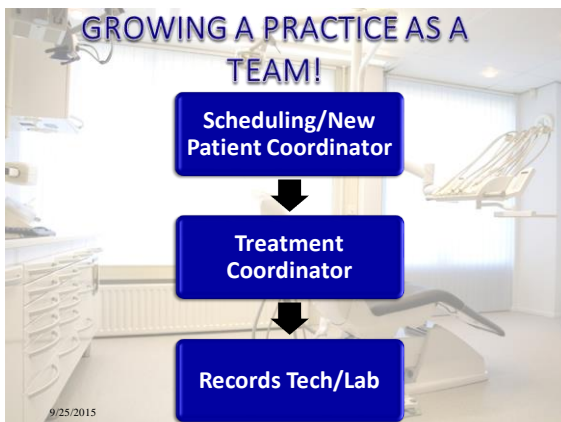 GROWING A PRACTICE AS A
TEAM!
Scheduling/New
Patient Coordinator
Treatment
Coordinator
Records Tech/Lab
9/25/2015